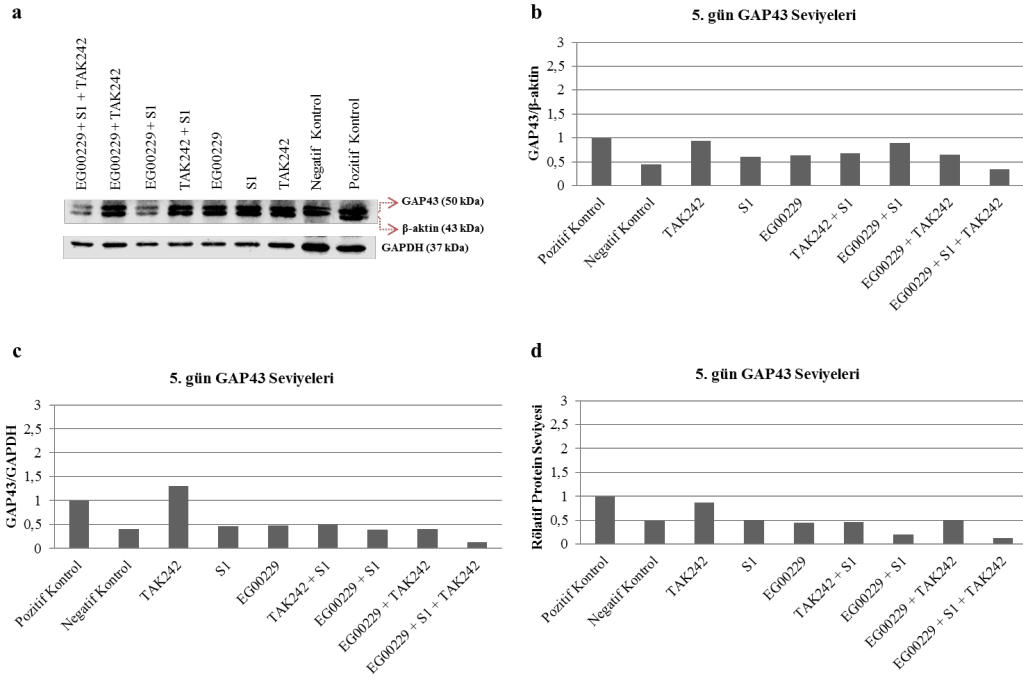 a
EG00229 + S1 + TAK242
EG00229 + TAK242
EG00229 + S1
TAK242 + S1
EG00229
S1
TAK242
Negatif Kontrol
Pozitif Kontrol
GAP43 (50 kDa)
β-aktin (43 kDa)
GAPDH (37 kDa)
b
5. gün GAP43 Seviyeleri
GAP43/β-aktin
3
2,5
2
1,5
1
0,5
0
Pozitif Kontrol
Negatif Kontrol
TAK242
S1
EG00229
TAK242 + S1
EG00229 + S1
EG00229 + TAK242
EG00229 + S1 + TAK242
c
5. gün GAP43 Seviyeleri
GAP43/GAPDH
3
2,5
2
1,5
1
0,5
0
Pozitif Kontrol
Negatif Kontrol
TAK242
S1
EG00229
TAK242 + S1
EG00229 + S1
EG00229 + TAK242
EG00229 + S1 + TAK242
d
5. gün GAP43 Seviyeleri
Rölatif Protein Seviyesi
3
2,5
2
1,5
1
0,5
0
Pozitif Kontrol
Negatif Kontrol
TAK242
S1
EG00229
TAK242 + S1
EG00229 + S1
EG00229 + TAK242
EG00229 + S1 + TAK242